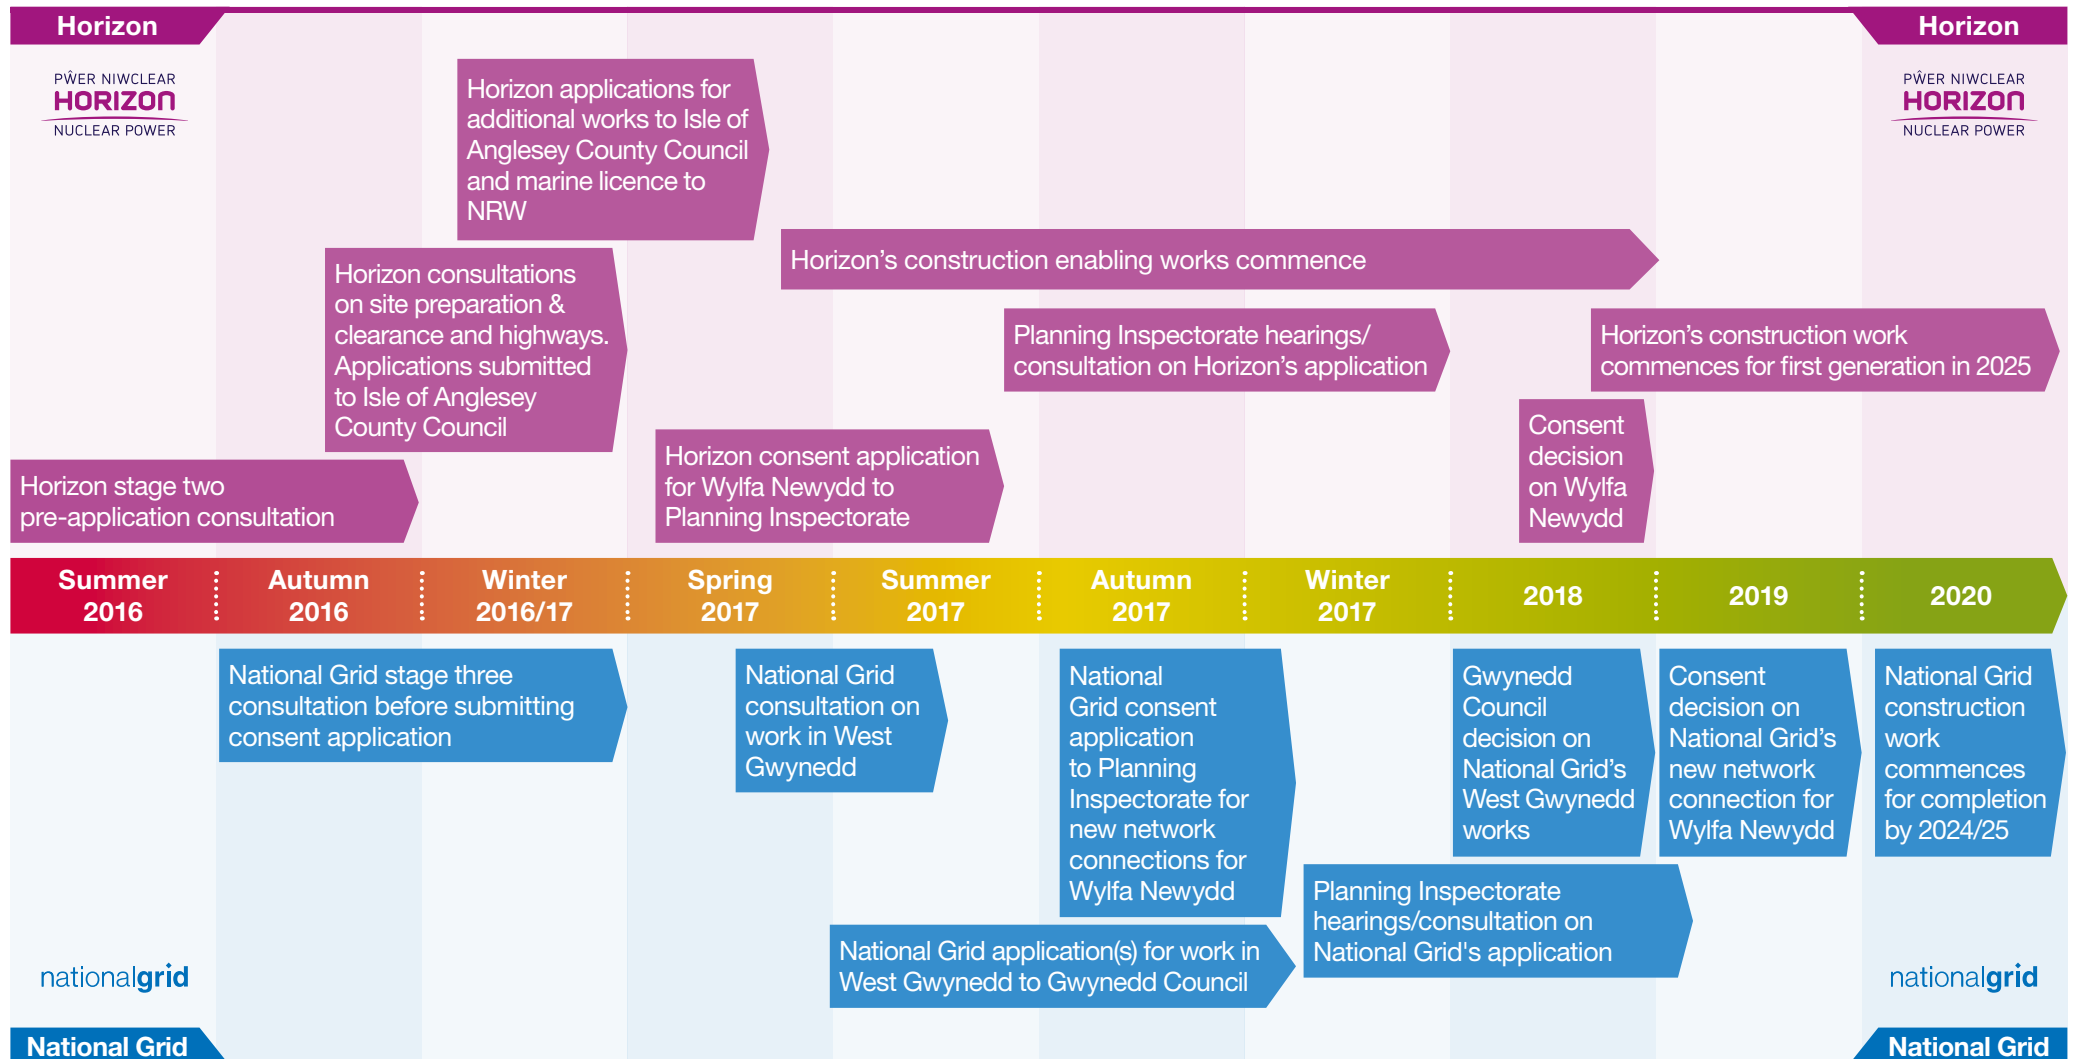 Horizon
Horizon
PŴER NIWCLEAR
HORIZON
NUCLEAR POWER
PŴER NIWCLEAR
HORIZON
NUCLEAR POWER
Horizon applications for
additional works to Isle of
Anglesey County Council
and marine licence to
NRW
Horizon’s construction enabling works commence
Horizon consultations
on site preparation &
clearance and highways.
Applications submitted
to Isle of Anglesey
County Council
Planning Inspectorate hearings/
consultation on Horizon’s application
Horizon’s construction work
commences for first generation in 2025
Consent
decision
on Wylfa
Newydd
Horizon consent application
for Wylfa Newydd to
Planning Inspectorate
Horizon stage two
pre-application consultation
Summer
2016
Autumn
2016
Winter
2016/17
Spring
2017
Summer
2017
Autumn
2017
Winter
2017
2018
2019
2020
National Grid stage three
consultation before submitting
consent application
National Grid
consultation on
work in West
Gwynedd
National
Grid consent
application
to Planning
Inspectorate for
new network
connections for
Wylfa Newydd
Gwynedd
Council
decision on
National Grid’s
West Gwynedd
works
Consent
decision on
National Grid’s
new network
connection for
Wylfa Newydd
National Grid
construction
work
commences
for completion
by 2024/25
Planning Inspectorate
hearings/consultation on
National Grid's application
National Grid application(s) for work in
West Gwynedd to Gwynedd Council
nationalgrid
nationalgrid
National Grid
National Grid